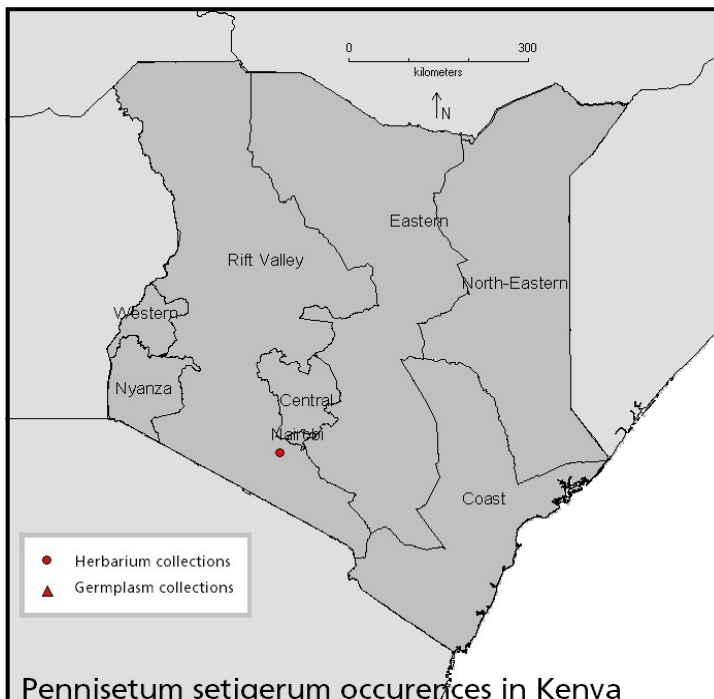 0 300
kilometers
N
Eastern
Rift Valley
North-Eastern
Western
Nyanza
Central
Nairobi
Coast
Herbarium collections
Germplasm collections
Pennisetum setigerum occurences in Kenya